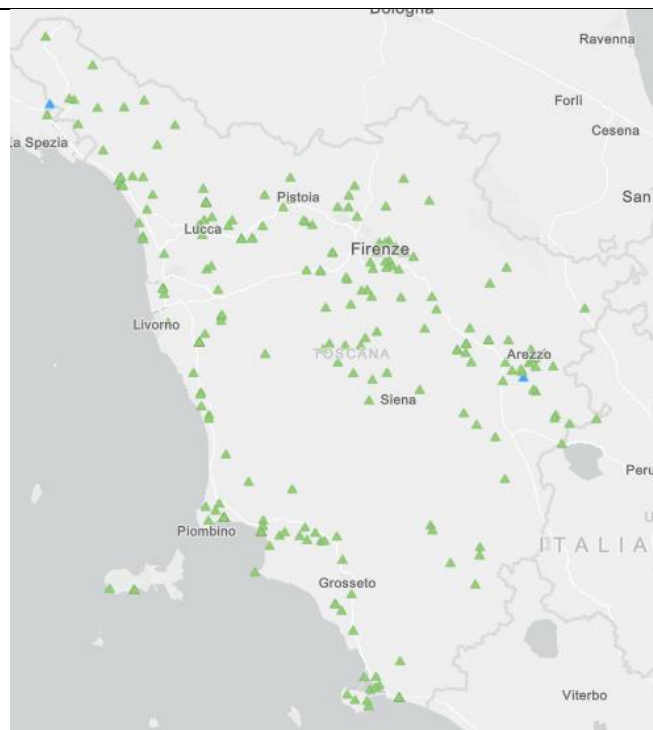 Bologna
Ravenna
Forlì
Cesena
La Spezia
San
Pistoia
Lucca
Firenze
Livorno
TOSCANA
Arezzo
Siena
Peru
Piombino
U
ITALIA
Grosseto
Viterbo